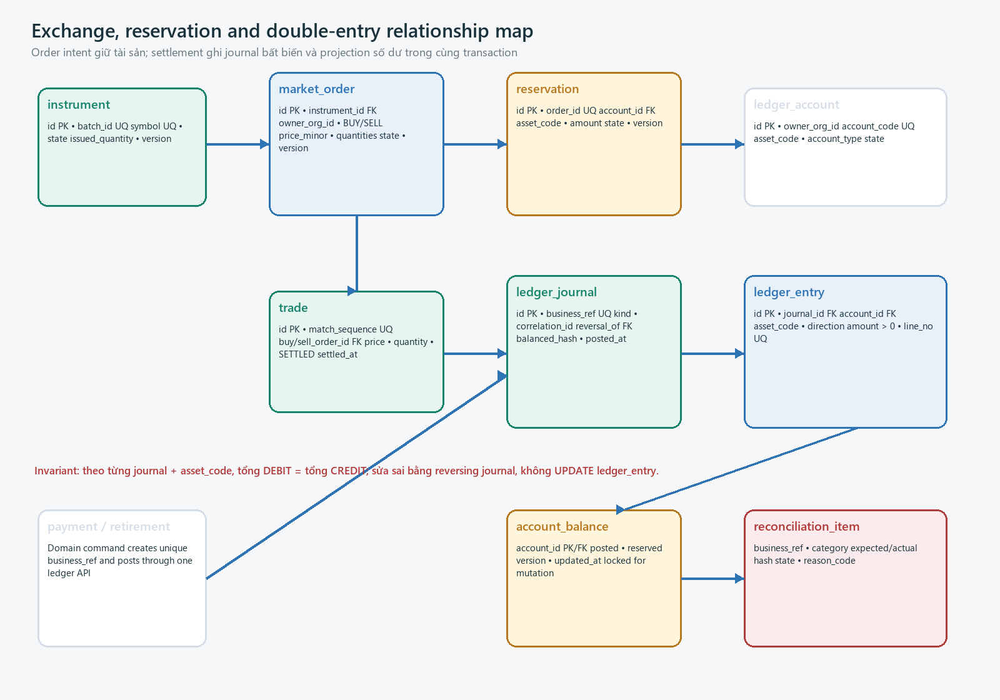 Exchange, reservation and double-entry relationship map
Order intent giữ tài sản; settlement ghi journal bất biến và projection số dư trong cùng transaction
instrument
id PK • batch_id UQ symbol UQ •
state issued_quantity • version
market_order
id PK • instrument_id FK
owner_org_id • BUY/SELL
price_minor • quantities state •
version
reservation
id PK • order_id UQ account_id FK
asset_code • amount state • version
ledger_account
id PK • owner_org_id account_code UQ
asset_code • account_type state
trade
id PK • match_sequence UQ
buy/sell_order_id FK price • quantity •
SETTLED settled_at
ledger_journal
id PK • business_ref UQ kind •
correlation_id reversal_of FK
balanced_hash • posted_at
ledger_entry
id PK • journal_id FK account_id FK
asset_code • direction amount > 0 • line_no
UQ
Invariant: theo từng journal + asset_code, tổng DEBIT = tổng CREDIT; sửa sai bằng reversing journal, không UPDATE ledger_entry.
payment / retirement
Domain command creates unique
business_ref and posts through one
ledger API
account_balance
account_id PK/FK posted • reserved
version • updated_at locked for
mutation
reconciliation_item
business_ref • category expected/actual
hash state • reason_code